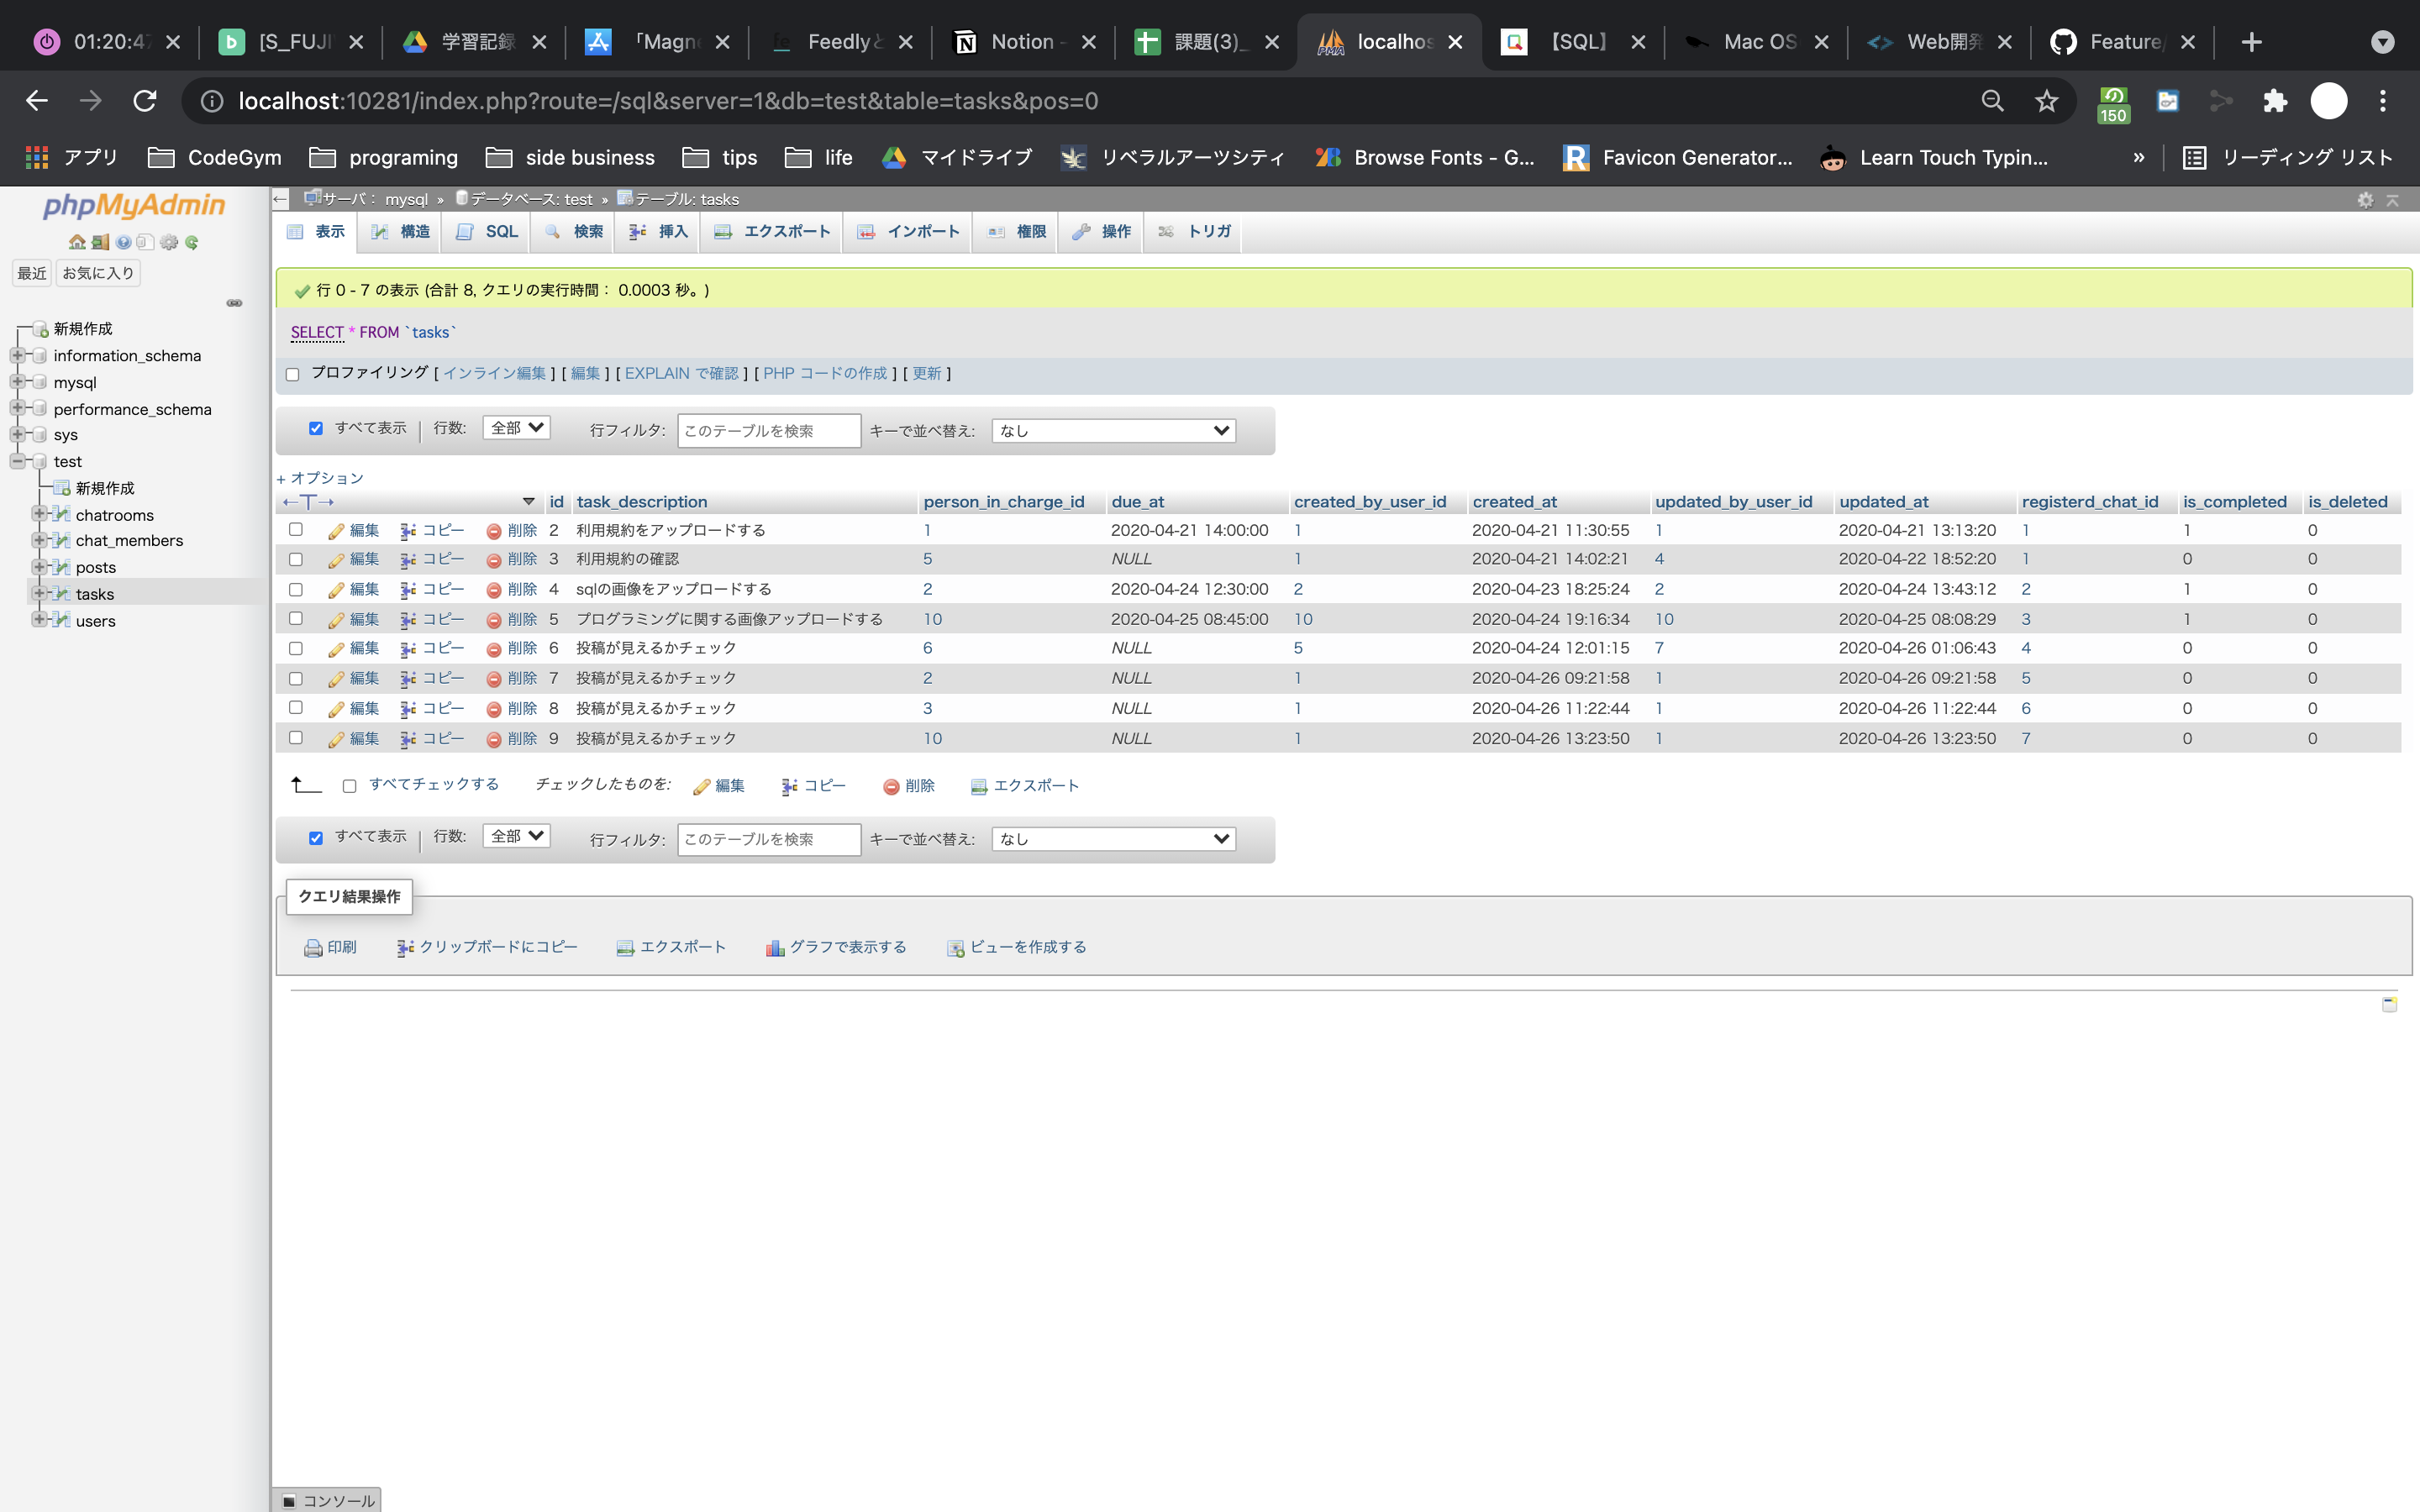 01:20:47
[S_FUJI
学習記録
「Magn
Feedlyと
Notion -
課題(3)_
localhos
【SQL】
Mac OS
Web開発
Feature/
localhost:10281/index.php?route=/sql&server=1&db=test&table=tasks&pos=0
150
アプリ CodeGym programing side business tips life マイドライブ リベラルアーツシティ Browse Fonts - G... Favicon Generator... Learn Touch Typin... » リーディング リスト
phpMyAdmin
最近 お気に入り
新規作成
information_schema
mysql
performance_schema
sys
test
新規作成
chatrooms
chat_members
posts
tasks
users
サーバ: mysql » データベース: test » テーブル: tasks
表示 構造 SQL 検索 挿入 エクスポート インポート 権限 操作 トリガ
行 0 - 7 の表示 (合計 8, クエリの実行時間: 0.0003 秒。)
SELECT * FROM `tasks`
プロファイリング [ インライン編集 ] [ 編集 ] [ EXPLAIN で確認 ] [ PHP コードの作成 ] [ 更新 ]
すべて表示 | 行数: 全部 行フィルタ: このテーブルを検索 キーで並べ替え: なし
+ オプション
←T→ id task_description person_in_charge_id due_at created_by_user_id created_at updated_by_user_id updated_at registerd_chat_id is_completed is_deleted
編集 コピー 削除 2 利用規約をアップロードする 1 2020-04-21 14:00:00 1 2020-04-21 11:30:55 1 2020-04-21 13:13:20 1 1 0
編集 コピー 削除 3 利用規約の確認 5 NULL 1 2020-04-21 14:02:21 4 2020-04-22 18:52:20 1 0 0
編集 コピー 削除 4 sqlの画像をアップロードする 2 2020-04-24 12:30:00 2 2020-04-23 18:25:24 2 2020-04-24 13:43:12 2 1 0
編集 コピー 削除 5 プログラミングに関する画像アップロードする 10 2020-04-25 08:45:00 10 2020-04-24 19:16:34 10 2020-04-25 08:08:29 3 1 0
編集 コピー 削除 6 投稿が見えるかチェック 6 NULL 5 2020-04-24 12:01:15 7 2020-04-26 01:06:43 4 0 0
編集 コピー 削除 7 投稿が見えるかチェック 2 NULL 1 2020-04-26 09:21:58 1 2020-04-26 09:21:58 5 0 0
編集 コピー 削除 8 投稿が見えるかチェック 3 NULL 1 2020-04-26 11:22:44 1 2020-04-26 11:22:44 6 0 0
編集 コピー 削除 9 投稿が見えるかチェック 10 NULL 1 2020-04-26 13:23:50 1 2020-04-26 13:23:50 7 0 0
すべてチェックする チェックしたものを: 編集 コピー 削除 エクスポート
すべて表示 | 行数: 全部 行フィルタ: このテーブルを検索 キーで並べ替え: なし
クエリ結果操作
印刷 クリップボードにコピー エクスポート グラフで表示する ビューを作成する
コンソール